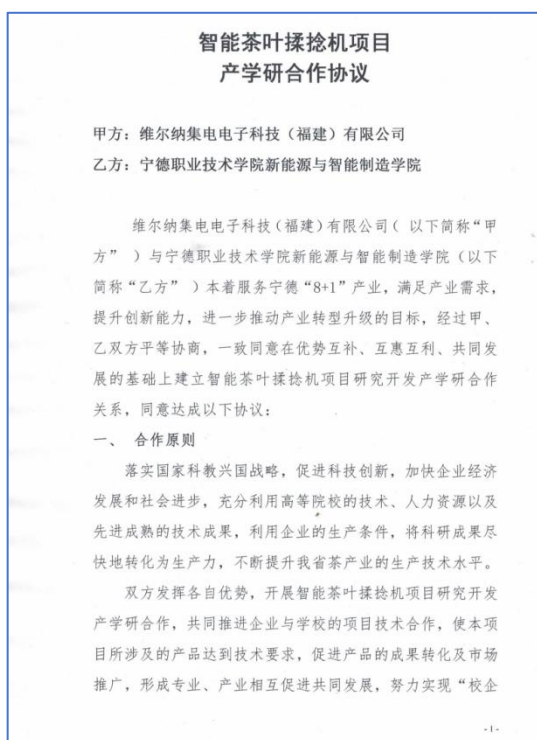 智能茶叶揉捻机项目
产学研合作协议
甲方：维尔纳集电电子科技（福建）有限公司
乙方：宁德职业技术学院新能源与智能制造学院
维尔纳集电电子科技（福建）有限公司（ 以下简称“甲
方” ）与宁德职业技术学院新能源与智能制造学院（以下
简称“乙方” ）本着服务宁德“8+1”产业，满足产业需求，
提升创新能力，进一步推动产业转型升级的目标，经过甲、
乙双方平等协商，一致同意在优势互补、互惠互利、共同发
展的基础上建立智能茶叶揉捻机项目研究开发产学研合作
关系，同意达成以下协议：
一、 合作原则
落实国家科教兴国战略，促进科技创新，加快企业经济
发展和社会进步，充分利用高等院校的技术、人力资源以及
先进成熟的技术成果，利用企业的生产条件，将科研成果尽
快地转化为生产力，不断提升我省茶产业的生产技术水平。
双方发挥各自优势，开展智能茶叶揉捻机项目研究开发
产学研合作，共同推进企业与学校的项目技术合作，使本项
目所涉及的产品达到技术要求，促进产品的成果转化及市场
推广，形成专业、产业相互促进共同发展，努力实现“校企
- 1 -